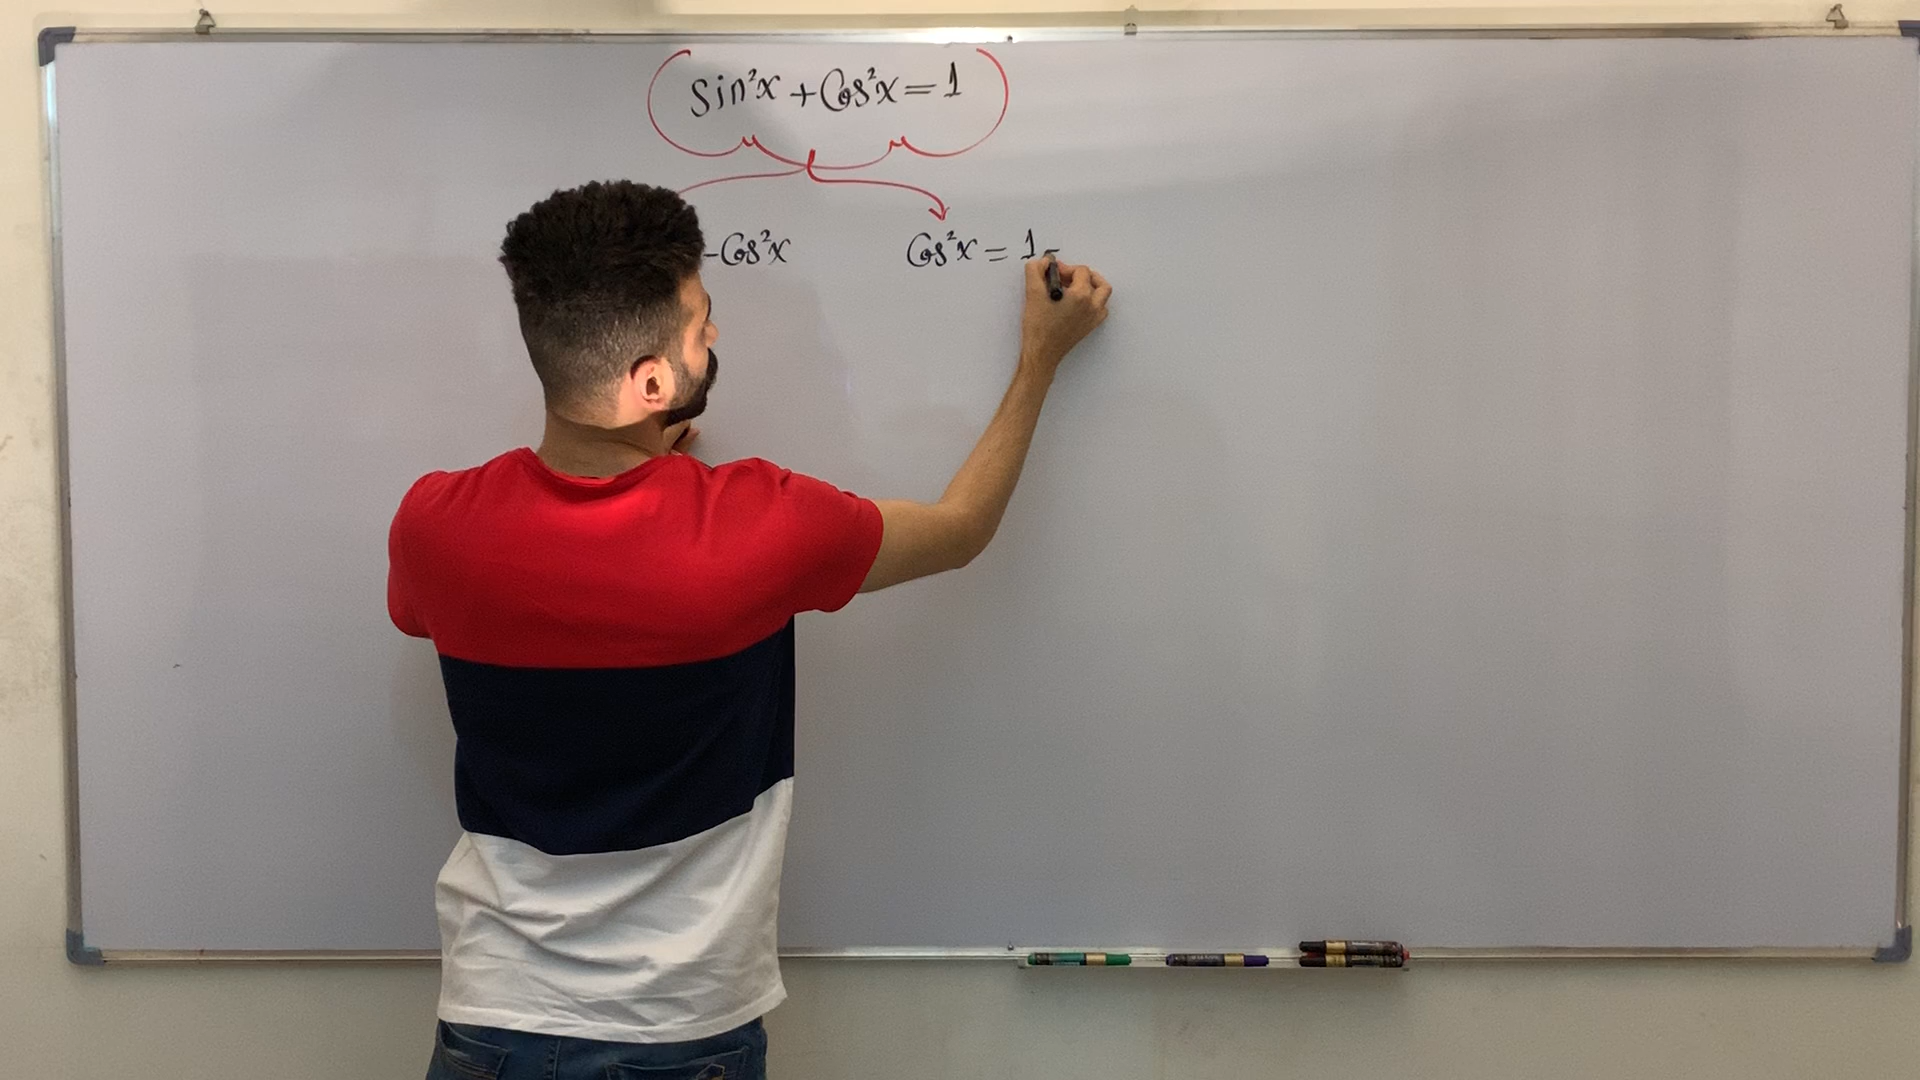 Sin²x + Cos²x = 1
-Cos²x
Cos²x = 1-